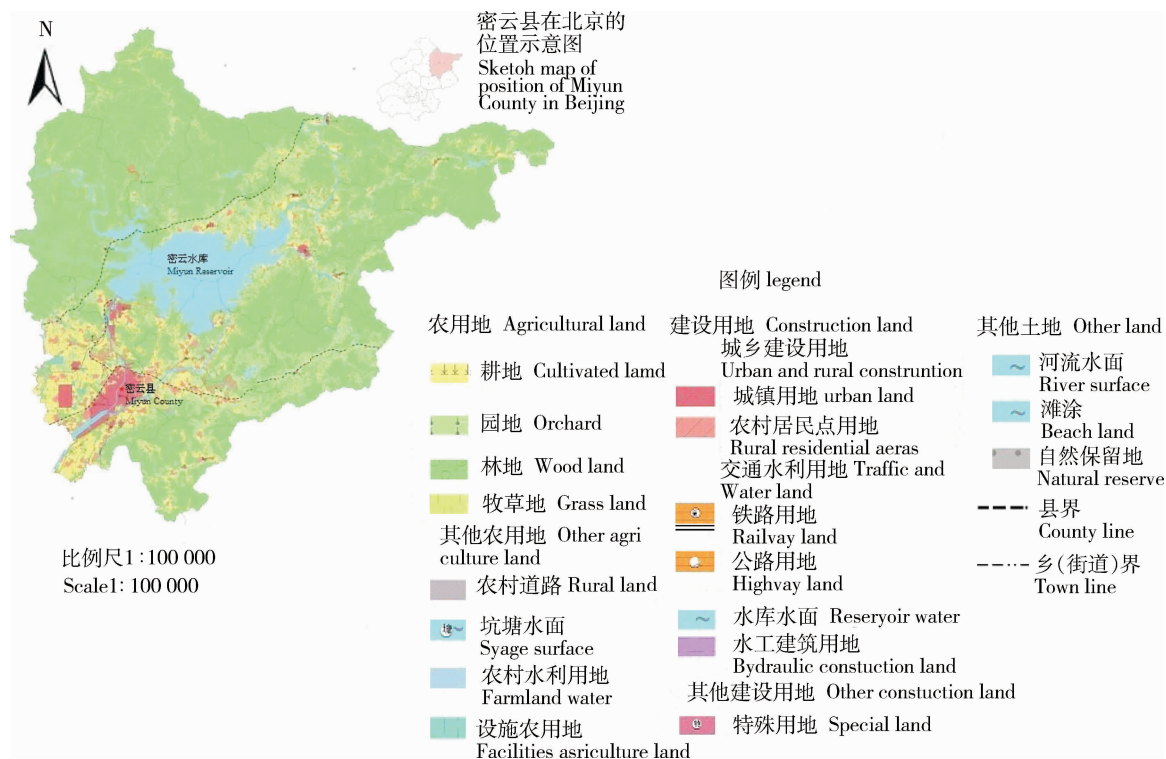 N
密云县在北京的
位置示意图
Sketoh map of
position of Miyun
County in Beijing
密云水库
Miyun Reservoir
密云县
Miyun County
比例尺1:100 000
Scale1: 100 000
图例 legend
农用地 Agricultural land
耕地 Cultivated lamd
园地 Orchard
林地 Wood land
牧草地 Grass land
其他农用地 Other agri
culture land
农村道路 Rural land
坑塘水面
Syage surface
农村水利用地
Farmland water
设施农用地
Facilities asriculture land
建设用地 Construction land
城乡建设用地
Urban and rural construntion
城镇用地 urban land
农村居民点用地
Rural residential aeras
交通水利用地 Traffic and
Water land
铁路用地
Railvay land
公路用地
Highvay land
水库水面 Reservoir water
水工建筑用地
Bydraulic constuction land
其他建设用地 Other constuction land
特 特殊用地 Special land
其他土地 Other land
河流水面
River surface
滩涂
Beach land
自然保留地
Natural reserve
县界
County line
乡(街道)界
Town line